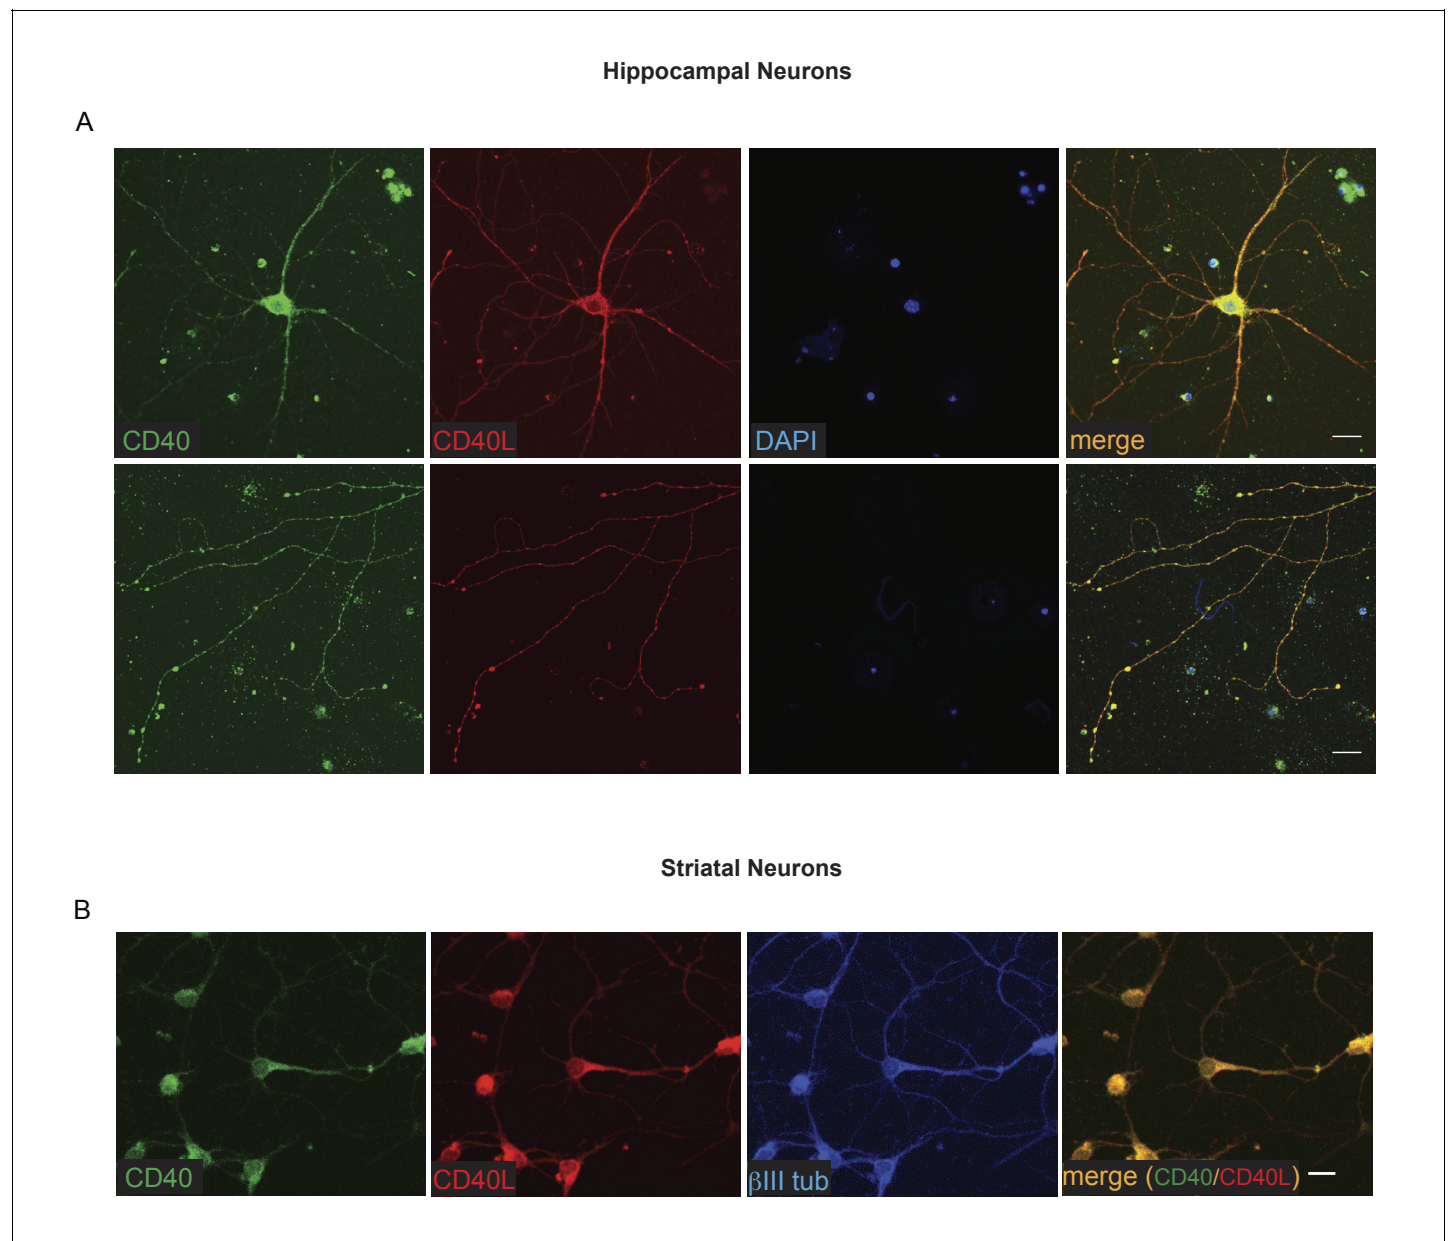 Hippocampal Neurons
A
CD40
CD40L
DAPI
merge
Striatal Neurons
B
CD40
CD40L
βIII tub
merge (CD40/CD40L)